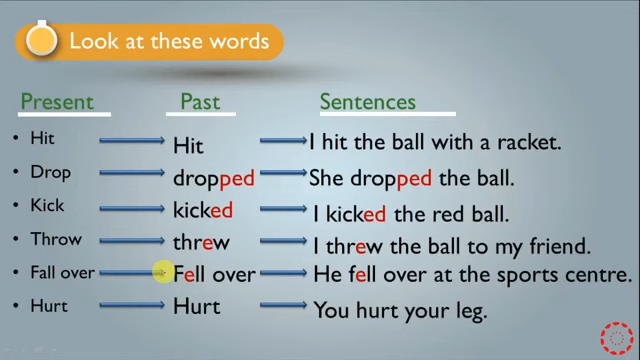 Look at these words
Present Past Sentences
• Hit Hit I hit the ball with a racket.
• Drop dropped She dropped the ball.
• Kick kicked I kicked the red ball.
• Throw threw I threw the ball to my friend.
• Fall over Fell over He fell over at the sports centre.
• Hurt Hurt You hurt your leg.